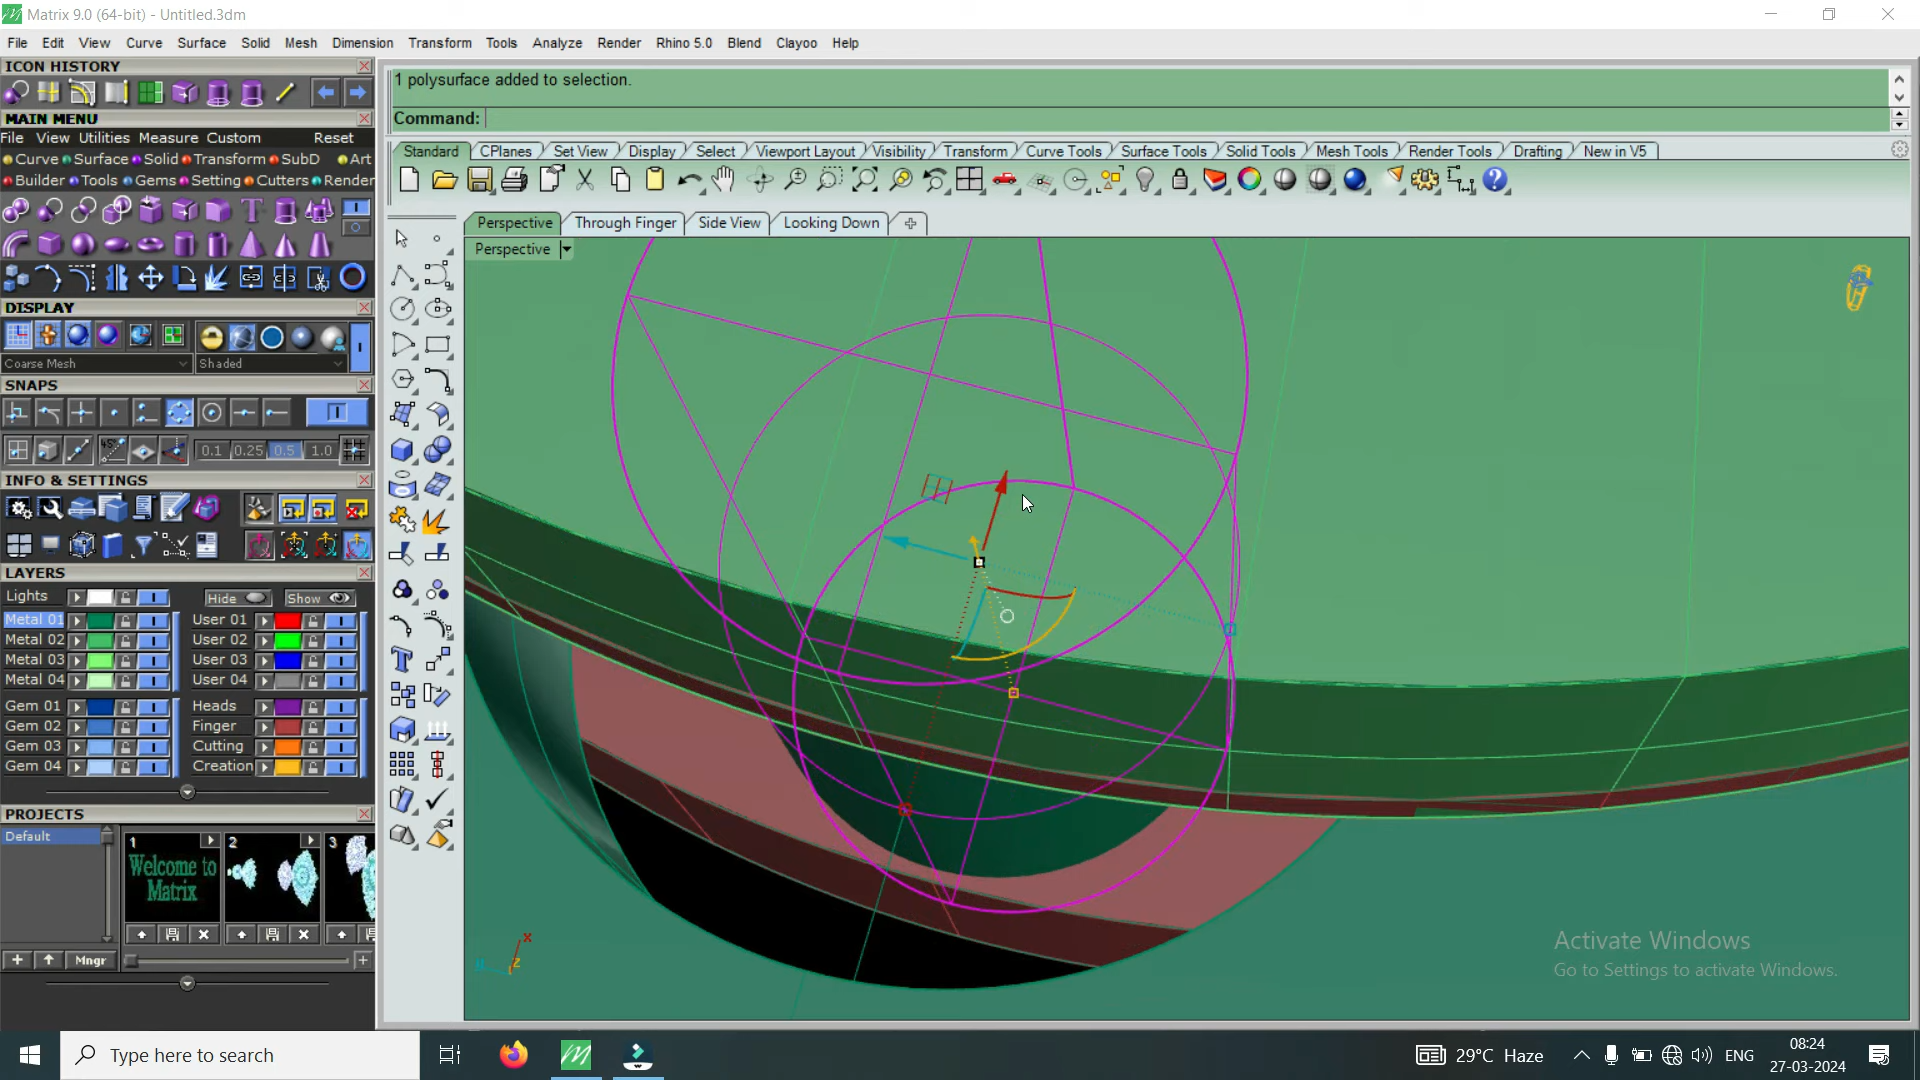 Matrix 9.0 (64-bit) - Untitled.3dm
File Edit View Curve Surface Solid Mesh Dimension Transform Tools Analyze Render Rhino 5.0 Blend Clayoo Help
ICON HISTORY
1 polysurface added to selection.
Command:
MAIN MENU
File View Utilities Measure Custom Reset
Curve Surface Solid Transform SubD Art
Builder Tools Gems Setting Cutters Render
Standard CPlanes Set View Display Select Viewport Layout Visibility Transform Curve Tools Surface Tools Solid Tools Mesh Tools Render Tools Drafting New in V5
Perspective Through Finger Side View Looking Down
Perspective
DISPLAY
Coarse Mesh Shaded
SNAPS
0.1 0.25 0.5 1.0
INFO & SETTINGS
LAYERS
Lights Hide Show
Metal 01 User 01
Metal 02 User 02
Metal 03 User 03
Metal 04 User 04
Gem 01 Heads
Gem 02 Finger
Gem 03 Cutting
Gem 04 Creation
PROJECTS
Default
1 2 3
Welcome to
Matrix
Mngr
x
z
Activate Windows
Go to Settings to activate Windows.
Type here to search
29°C Haze
ENG
08:24
27-03-2024